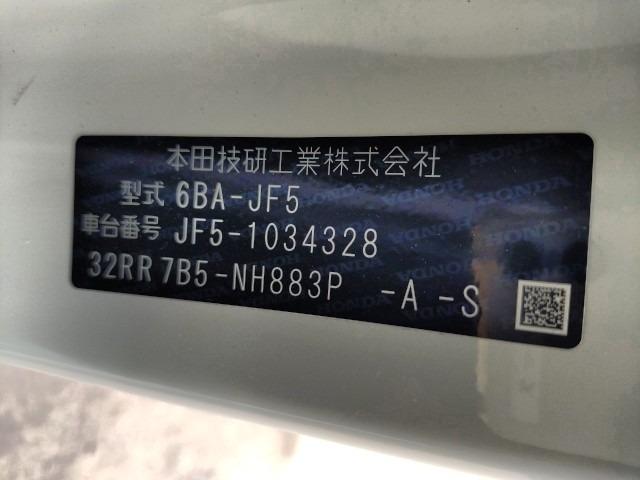 本田技研工業株式会社
型式 6BA-JF5
車台番号 JF5-1034328
32RR 7B5-NH883P -A -S